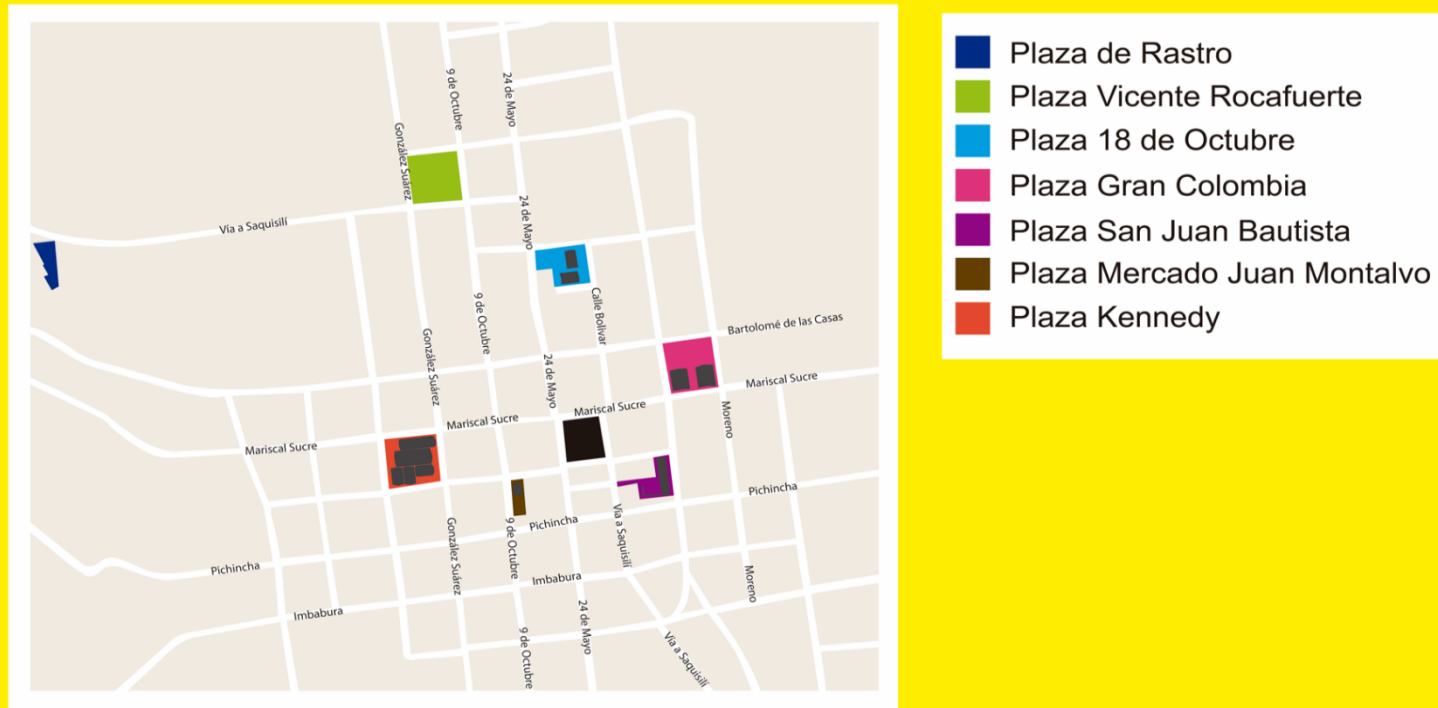 9 de Octubre
24 de Mayo
González Suárez
24 de Mayo
Vía a Saquisilí
9 de Octubre
Calle Bolívar
González Suárez
24 de Mayo
Bartolomé de las Casas
Mariscal Sucre
Mariscal Sucre
Mariscal Sucre
Mariscal Sucre
Moreno
Pichincha
González Suárez
9 de Octubre
Pichincha
Vía a Saquisilí
Pichincha
Imbabura
Moreno
Imbabura
24 de Mayo
9 de Octubre
Vía a Saquisilí
Plaza de Rastro
Plaza Vicente Rocafuerte
Plaza 18 de Octubre
Plaza Gran Colombia
Plaza San Juan Bautista
Plaza Mercado Juan Montalvo
Plaza Kennedy